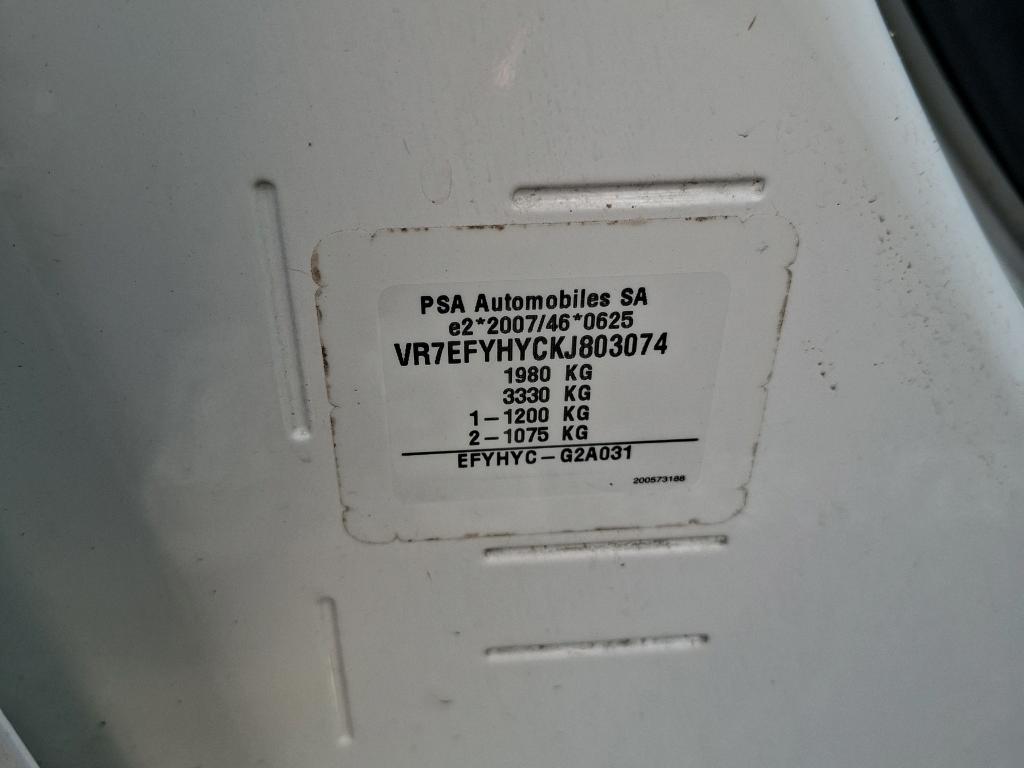 PSA Automobiles SA
e2*2007/46*0625
VR7EFYHYCKJ803074
1980 KG
3330 KG
1-1200 KG
2-1075 KG
EFYHYC-G2A031
200573188